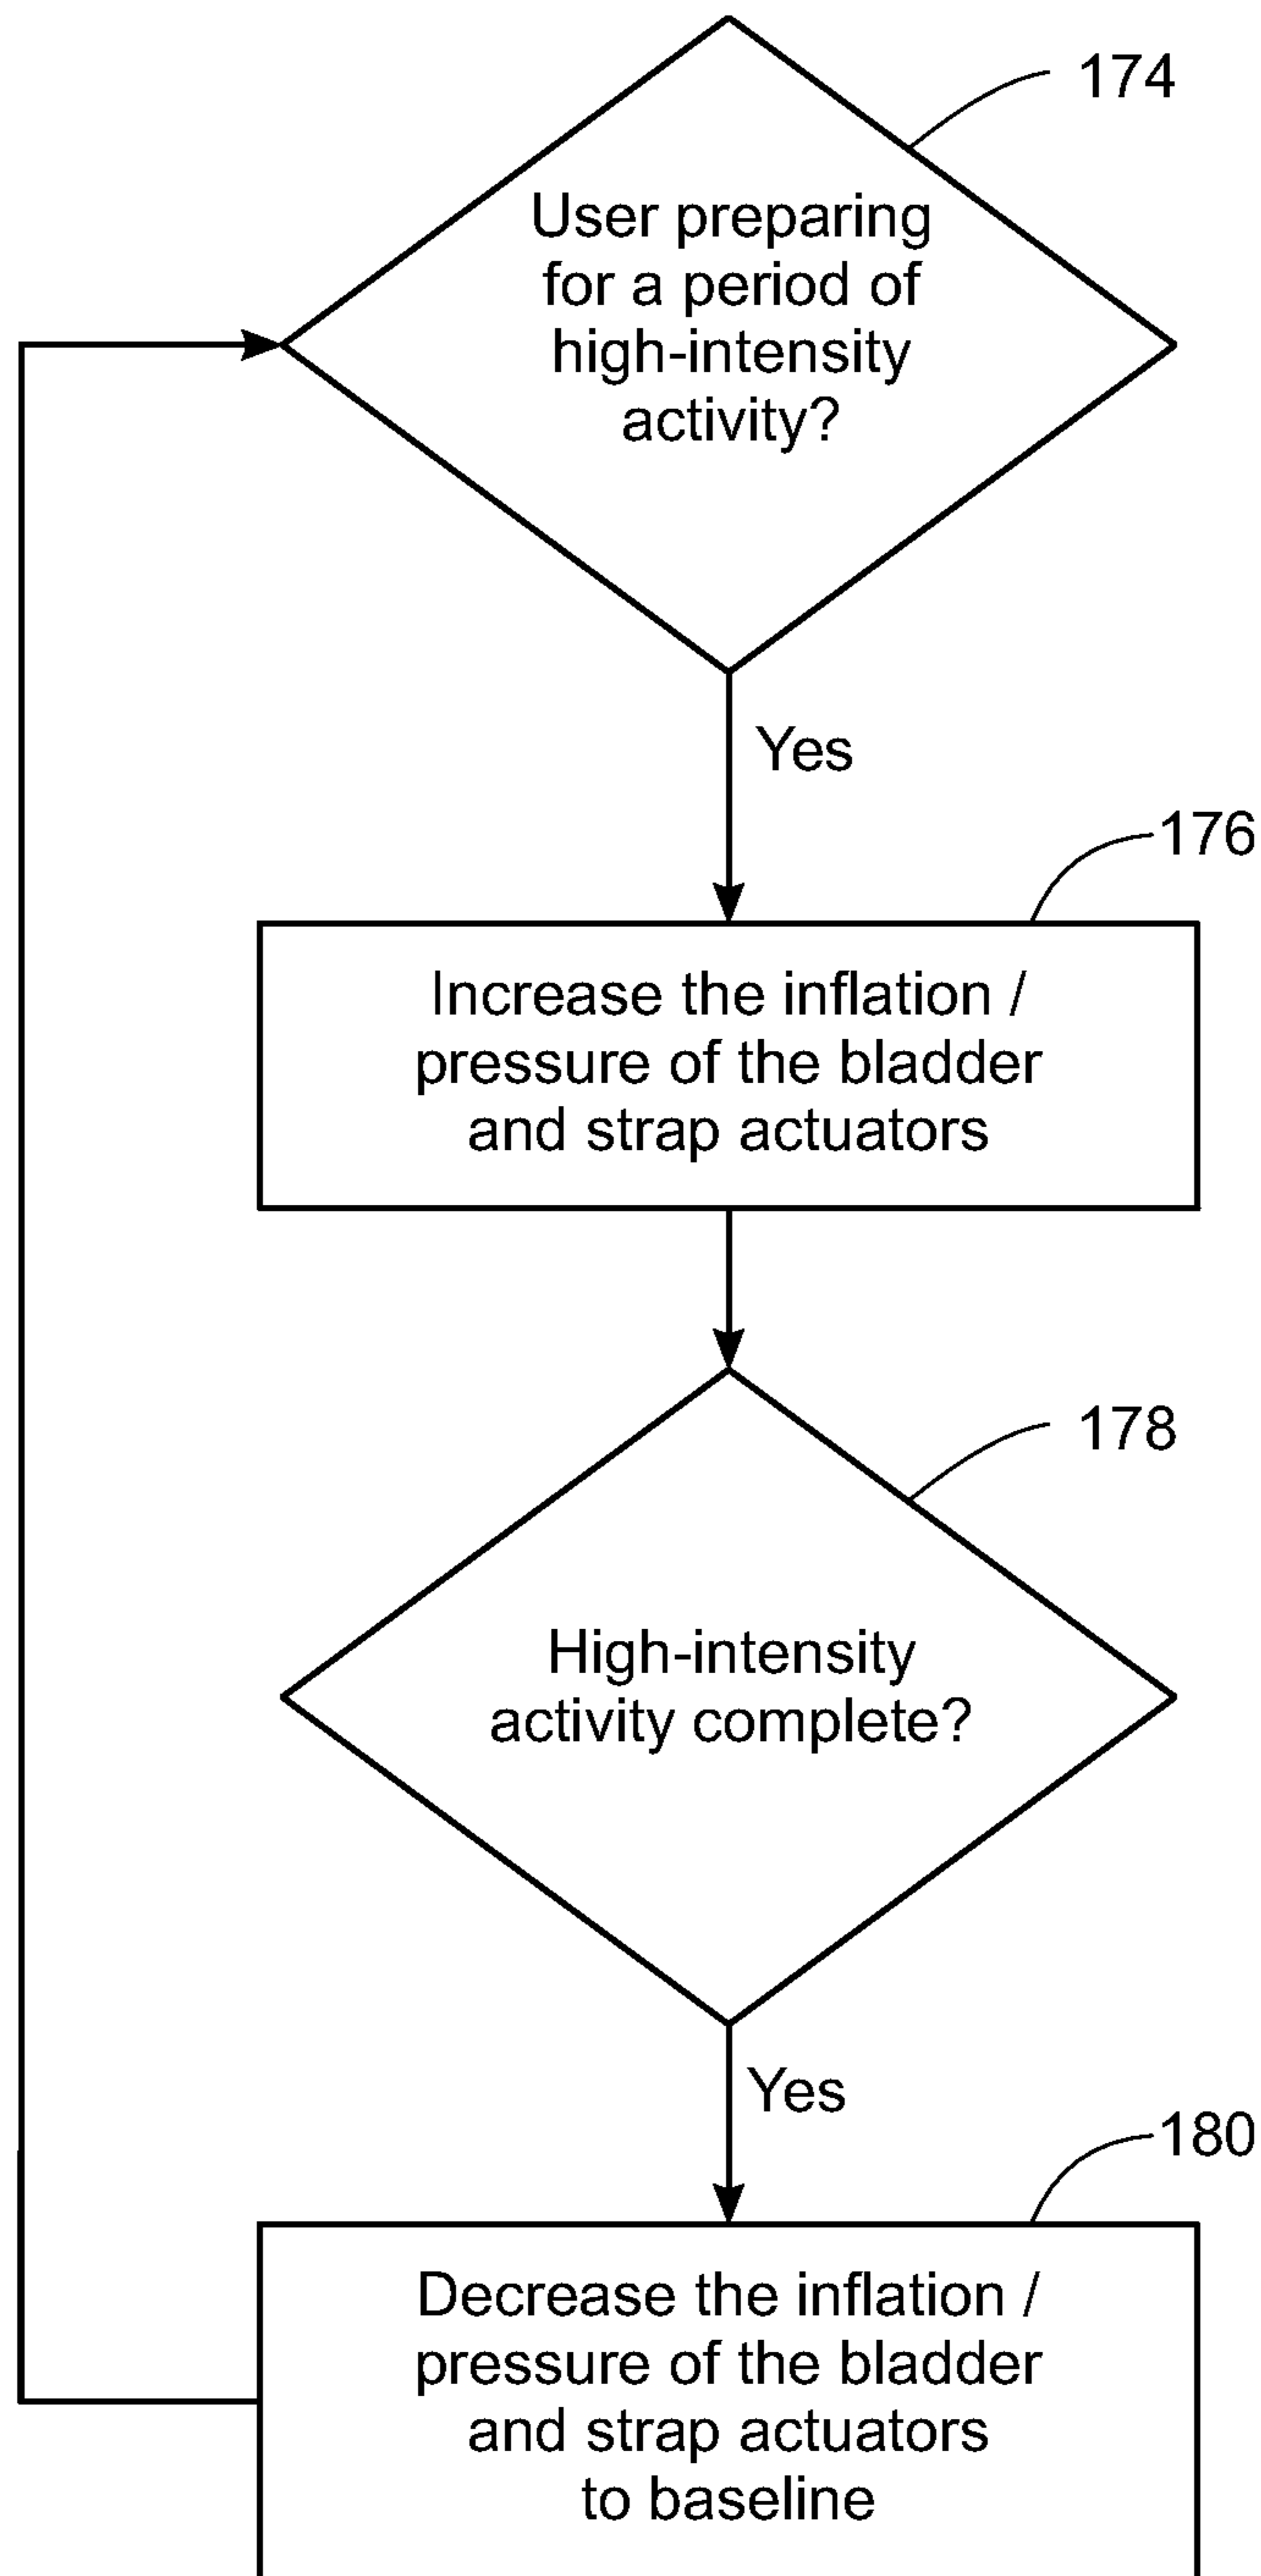 174
User preparing
for a period of
high-intensity
activity?
Yes
176
Increase the inflation /
pressure of the bladder
and strap actuators
178
High-intensity
activity complete?
Yes
180
Decrease the inflation /
pressure of the bladder
and strap actuators
to baseline